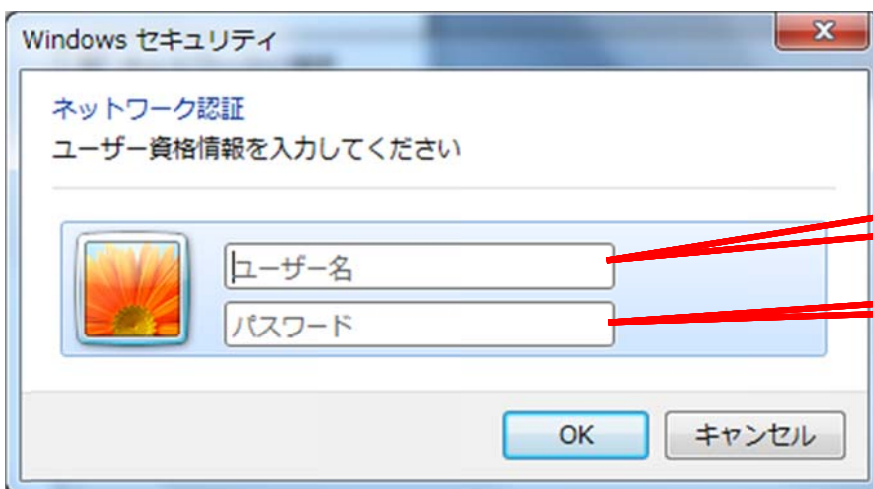 Windows セキュリティ
ネットワーク認証
ユーザー資格情報を入力してください
ユーザー名
パスワード
OK
キャンセル